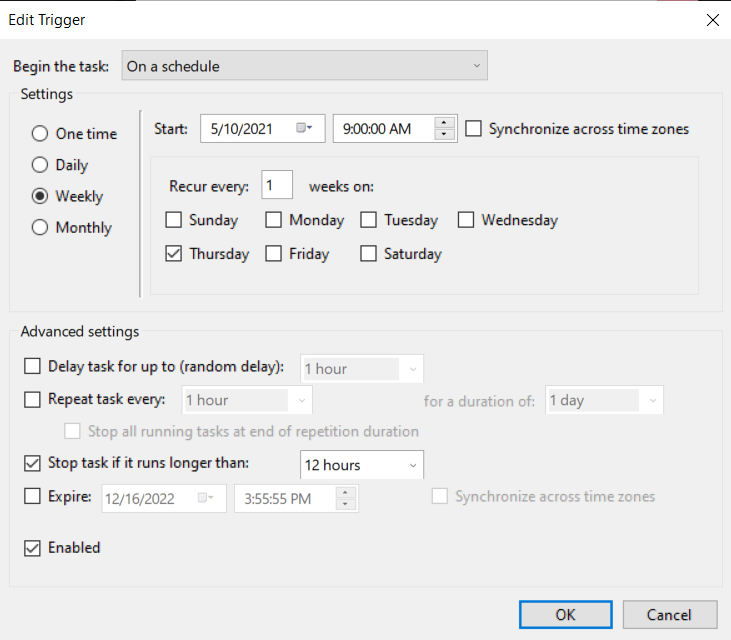 Edit Trigger
Begin the task: On a schedule
Settings
One time
Daily
Weekly
Monthly
Start: 5/10/2021 9:00:00 AM Synchronize across time zones
Recur every: 1 weeks on:
Sunday Monday Tuesday Wednesday
Thursday Friday Saturday
Advanced settings
Delay task for up to (random delay): 1 hour
Repeat task every: 1 hour for a duration of: 1 day
Stop all running tasks at end of repetition duration
Stop task if it runs longer than: 12 hours
Expire: 12/16/2022 3:55:55 PM Synchronize across time zones
Enabled
OK Cancel